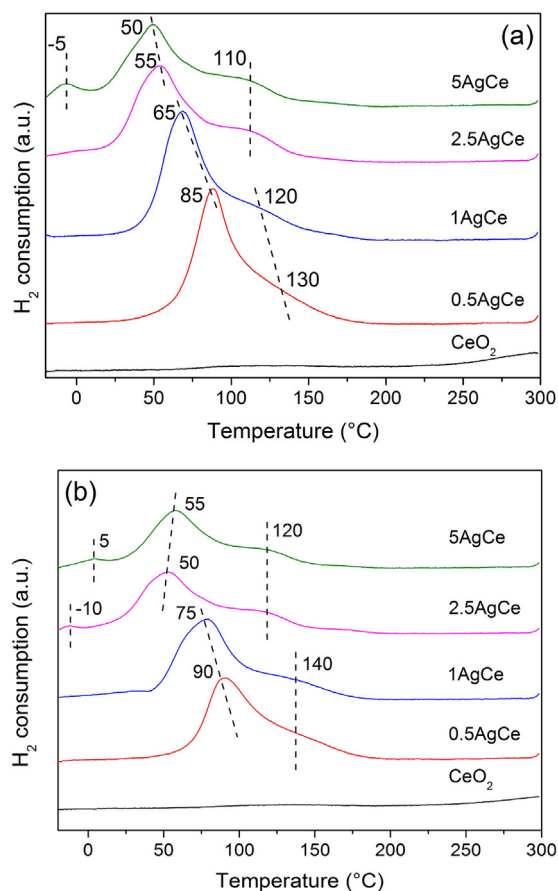 (a)
50
-5
110
5AgCe
55
2.5AgCe
65
120
1AgCe
85
130
0.5AgCe
CeO₂
H₂ consumption (a.u.)
0 50 100 150 200 250 300
Temperature (°C)
(b)
55
5
120
5AgCe
50
-10
2.5AgCe
75
140
1AgCe
90
0.5AgCe
CeO₂
H₂ consumption (a.u.)
0 50 100 150 200 250 300
Temperature (°C)